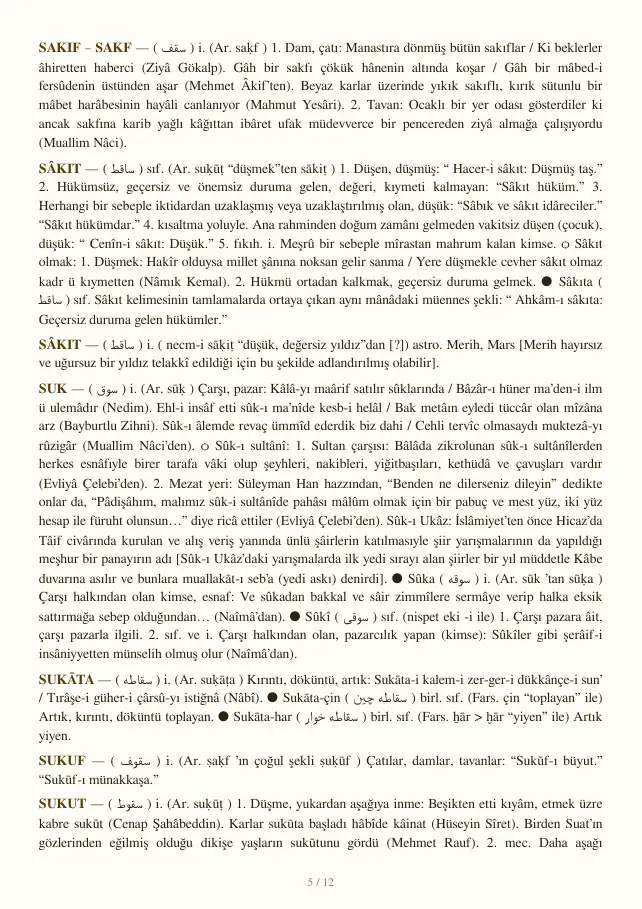 SAKIF – SAKF — ( سقف ) i. (Ar. saḳf ) 1. Dam, çatı: Manastıra dönmüş bütün sakıflar / Ki beklerler
âhiretten haberci (Ziyâ Gökalp). Gâh bir sakfı çökük hânenin altında koşar / Gâh bir mâbed-i
fersûdenin üstünden aşar (Mehmet Âkif’ten). Beyaz karlar üzerinde yıkık sakıflı, kırık sütunlu bir
mâbet harâbesinin hayâli canlanıyor (Mahmut Yesâri). 2. Tavan: Ocaklı bir yer odası gösterdiler ki
ancak sakfına karib yağlı kâğıttan ibâret ufak müdevverce bir pencereden ziyâ almağa çalışıyordu
(Muallim Nâci).
SÂKIT — ( ساقط ) sıf. (Ar. suḳūṭ “düşmek”ten sāḳiṭ ) 1. Düşen, düşmüş: “ Hacer-i sâkıt: Düşmüş taş.”
2. Hükümsüz, geçersiz ve önemsiz duruma gelen, değeri, kıymeti kalmayan: “Sâkıt hüküm.” 3.
Herhangi bir sebeple iktidardan uzaklaşmış veya uzaklaştırılmış olan, düşük: “Sâbık ve sâkıt idâreciler.”
“Sâkıt hükümdar.” 4. kısaltma yoluyle. Ana rahminden doğum zamânı gelmeden vakitsiz düşen (çocuk),
düşük: “ Cenîn-i sâkıt: Düşük.” 5. fıkıh. i. Meşrû bir sebeple mîrastan mahrum kalan kimse. ѻ Sâkıt
olmak: 1. Düşmek: Hakîr olduysa millet şânına noksan gelir sanma / Yere düşmekle cevher sâkıt olmaz
kadr ü kıymetten (Nâmık Kemal). 2. Hükmü ortadan kalkmak, geçersiz duruma gelmek. ● Sâkıta (
ساقط ) sıf. Sâkıt kelimesinin tamlamalarda ortaya çıkan aynı mânâdaki müennes şekli: “ Ahkâm-ı sâkıta:
Geçersiz duruma gelen hükümler.”
SÂKIT — ( ساقط ) i. ( necm-i sāḳiṭ “düşük, değersiz yıldız”dan [?]) astro. Merih, Mars [Merih hayırsız
ve uğursuz bir yıldız telakkî edildiği için bu şekilde adlandırılmış olabilir].
SUK — ( سوق ) i. (Ar. sūḳ ) Çarşı, pazar: Kâlâ-yı maârif satılır sûklarında / Bâzâr-ı hüner ma’den-i ilm
ü ulemâdır (Nedim). Ehl-i insâf etti sûk-ı ma’nîde kesb-i helâl / Bak metâın eyledi tüccâr olan mîzâna
arz (Bayburtlu Zihni). Sûk-ı âlemde revaç ümmîd ederdik biz dahi / Cehli tervîc olmasaydı muktezâ-yı
rûzigâr (Muallim Nâci’den). ѻ Sûk-ı sultânî: 1. Sultan çarşısı: Bâlâda zikrolunan sûk-ı sultânîlerden
herkes esnâfıyle birer tarafa vâki olup şeyhleri, nakibleri, yiğitbaşıları, kethüdâ ve çavuşları vardır
(Evliyâ Çelebi’den). 2. Mezat yeri: Süleyman Han hazzından, “Benden ne dilerseniz dileyin” dedikte
onlar da, “Pâdişâhım, malımız sûk-i sultânîde pahâsı mâlûm olmak için bir pabuç ve mest yüz, iki yüz
hesap ile füruht olunsun…” diye ricâ ettiler (Evliyâ Çelebi’den). Sûk-ı Ukâz: İslâmiyet’ten önce Hicaz’da
Tâif civârında kurulan ve alış veriş yanında ünlü şâirlerin katılmasıyle şiir yarışmalarının da yapıldığı
meşhur bir panayırın adı [Sûk-ı Ukâz’daki yarışmalarda ilk yedi sırayı alan şiirler bir yıl müddetle Kâbe
duvarına asılır ve bunlara muallakāt-ı seb’a (yedi askı) denirdi]. ● Sûka ( سوقه ) i. (Ar. sūk ’tan sūḳa )
Çarşı halkından olan kimse, esnaf: Ve sûkadan bakkal ve sâir zimmîlere sermâye verip halka eksik
sattırmağa sebep olduğundan… (Naîmâ’dan). ● Sûkî ( سوقى ) sıf. (nispet eki -i ile) 1. Çarşı pazara âit,
çarşı pazarla ilgili. 2. sıf. ve i. Çarşı halkından olan, pazarcılık yapan (kimse): Sûkîler gibi şerâif-i
insâniyyetten münselih olmuş olur (Naîmâ’dan).
SUKĀTA — ( سقاطه ) i. (Ar. suḳāṭa ) Kırıntı, döküntü, artık: Sukāta-i kalem-i zer-ger-i dükkânçe-i sun’
/ Tırâşe-i güher-i çârsû-yı istiğnâ (Nâbî). ● Sukāta-çin ( سقاطه چين ) birl. sıf. (Fars. çin “toplayan” ile)
Artık, kırıntı, döküntü toplayan. ● Sukāta-har ( سقاطه خوار ) birl. sıf. (Fars. ḫār > ḫār “yiyen” ile) Artık
yiyen.
SUKUF — ( سقوف ) i. (Ar. ṣaḳf ’ın çoğul şekli ṣuḳūf ) Çatılar, damlar, tavanlar: “Sukūf-ı büyut.”
“Sukūf-ı münakkaşa.”
SUKUT — ( سقوط ) i. (Ar. suḳūṭ ) 1. Düşme, yukardan aşağıya inme: Beşikten etti kıyâm, etmek üzre
kabre sukūt (Cenap Şahâbeddin). Karlar sukūta başladı hâbîde kâinat (Hüseyin Sîret). Birden Suat’ın
gözlerinden eğilmiş olduğu dikişe yaşların sukūtunu gördü (Mehmet Rauf). 2. mec. Daha aşağı
5 / 12